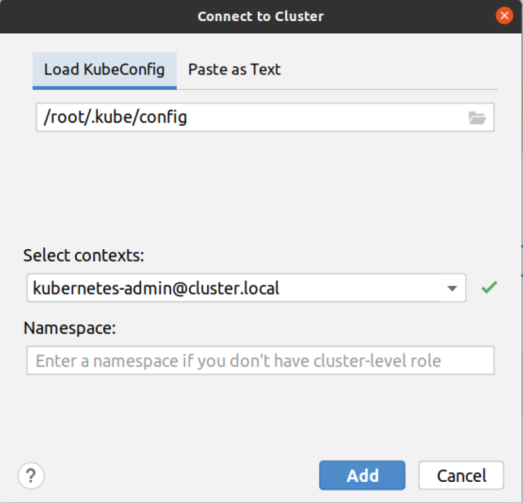 Connect to Cluster
Load KubeConfig Paste as Text
/root/.kube/config
Select contexts:
kubernetes-admin@cluster.local
Namespace:
Enter a namespace if you don't have cluster-level role
? Add Cancel